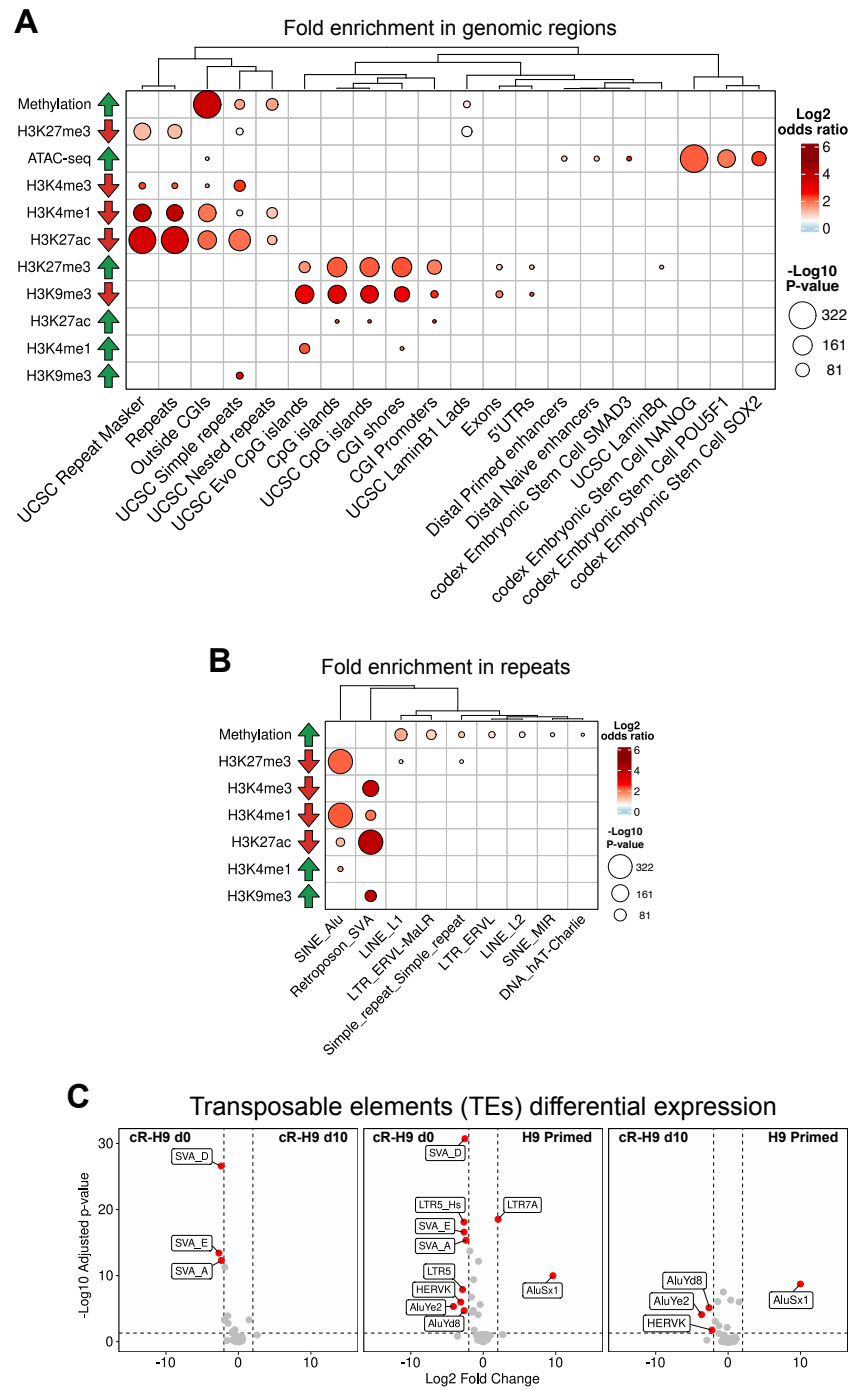 A
Fold enrichment in genomic regions
Methylation
H3K27me3
ATAC-seq
H3K4me3
H3K4me1
H3K27ac
H3K27me3
H3K9me3
H3K27ac
H3K4me1
H3K9me3
Log2
odds ratio
6
4
2
0
-Log10
P-value
322
161
81
UCSC Repeat Masker
Repeats
Outside CGIs
UCSC Simple repeats
UCSC Nested repeats
UCSC Evo CpG islands
CpG islands
UCSC CpG islands
CGI shores
CGI Promoters
UCSC LaminB1 Lads
Exons
5'UTRs
Distal Primed enhancers
Distal Naive enhancers
codex Embryonic Stem Cell SMAD3
UCSC LaminBq
codex Embryonic Stem Cell NANOG
codex Embryonic Stem Cell POU5F1
codex Embryonic Stem Cell SOX2
B
Fold enrichment in repeats
Methylation
H3K27me3
H3K4me3
H3K4me1
H3K27ac
H3K4me1
H3K9me3
Log2
odds ratio
6
4
2
0
-Log10
P-value
322
161
81
SINE_Alu
Retroposon_SVA
LINE_L1
LTR_ERVL-MaLR
Simple_repeat_Simple_repeat
LTR_ERVL
LINE_L2
SINE_MIR
DNA_hAT-Charlie
C
Transposable elements (TEs) differential expression
-Log10 Adjusted p-value
30
20
10
0
cR-H9 d0
cR-H9 d10
SVA_D
SVA_E
SVA_A
-10
0
10
cR-H9 d0
H9 Primed
SVA_D
LTR5_Hs
LTR7A
SVA_E
SVA_A
LTR5
HERVK
AluYe2
AluYd8
AluSx1
-10
0
10
cR-H9 d10
H9 Primed
AluYd8
AluYe2
HERVK
AluSx1
-10
0
10
Log2 Fold Change